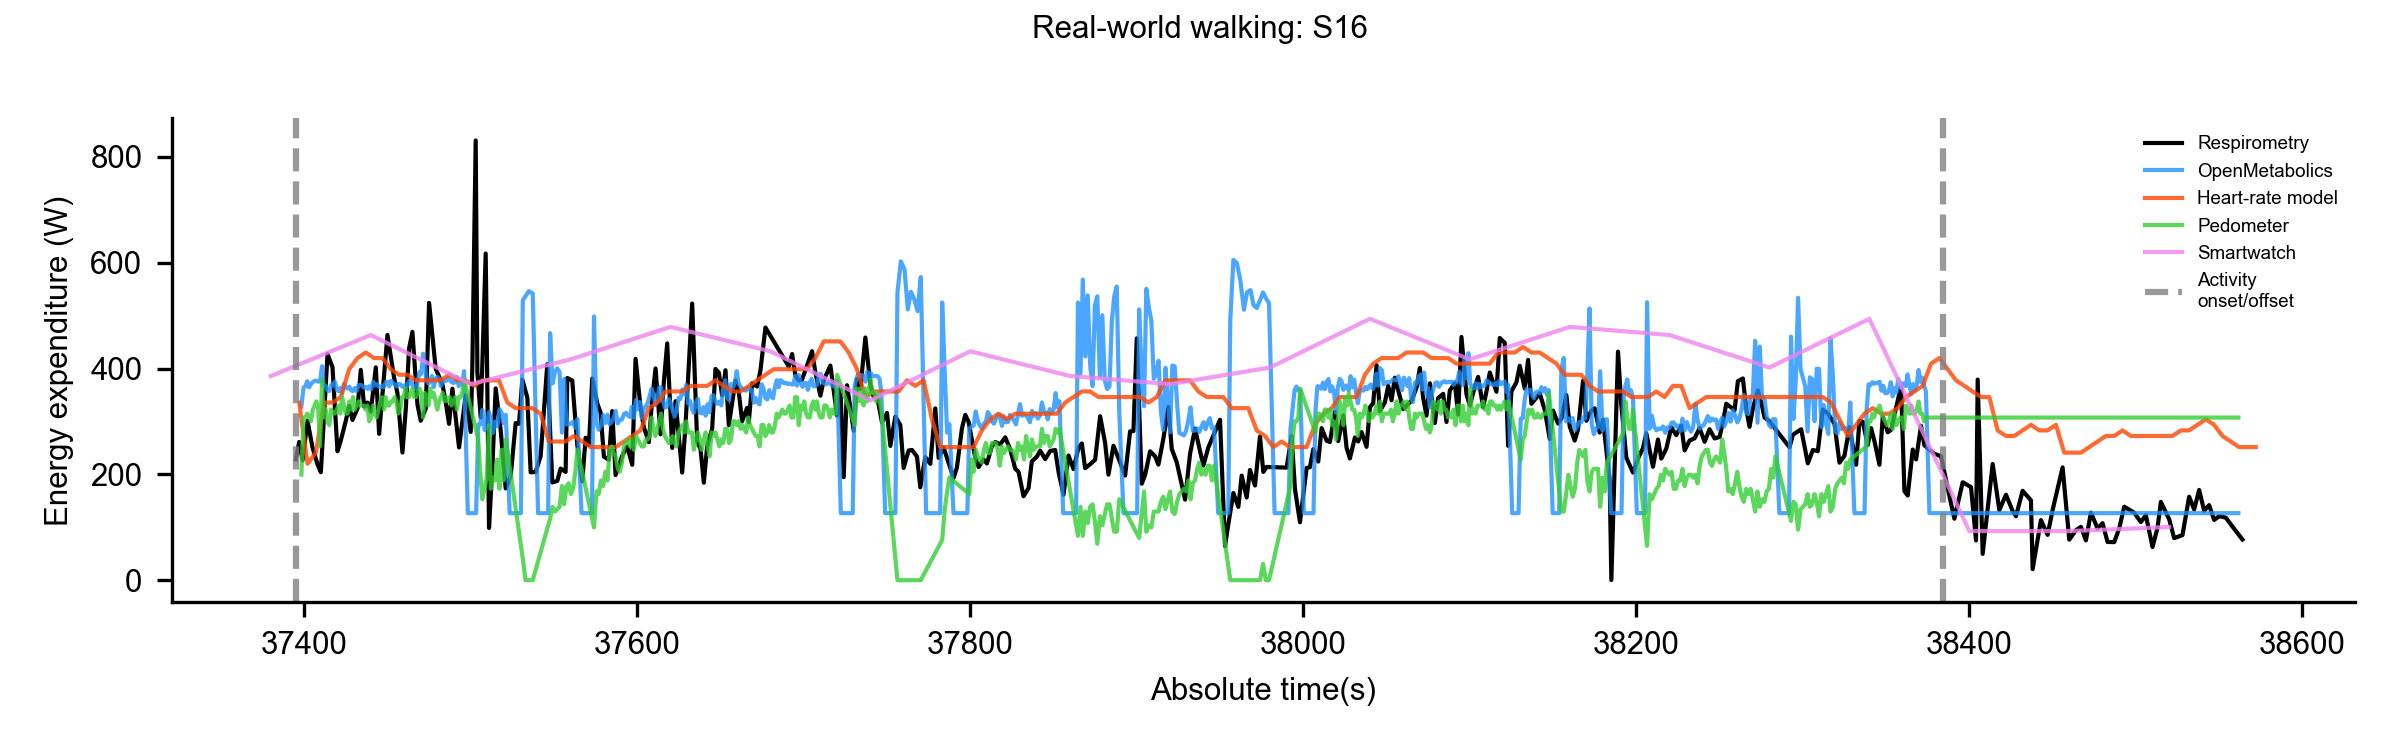 Real-world walking: S16
Energy expenditure (W)
800
600
400
200
0
Respirometry
OpenMetabolics
Heart-rate model
Pedometer
Smartwatch
Activity
onset/offset
37400 37600 37800 38000 38200 38400 38600
Absolute time(s)